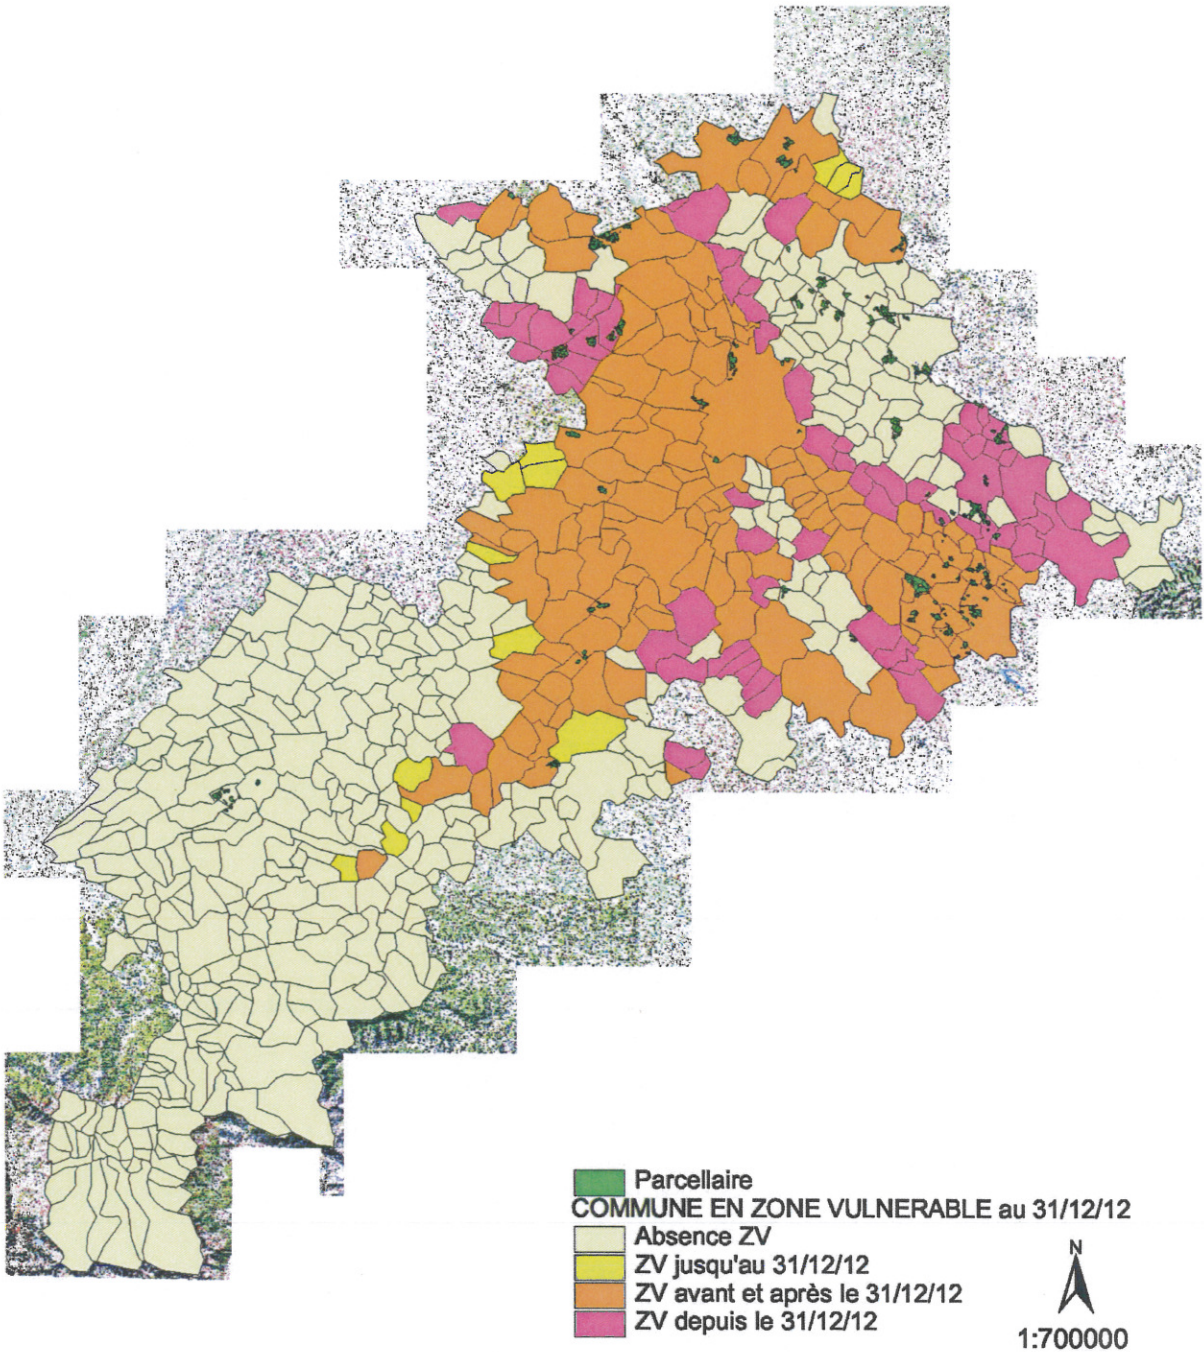 Parcellaire
COMMUNE EN ZONE VULNERABLE au 31/12/12
Absence ZV
ZV jusqu'au 31/12/12
ZV avant et après le 31/12/12
ZV depuis le 31/12/12
N
1:700000